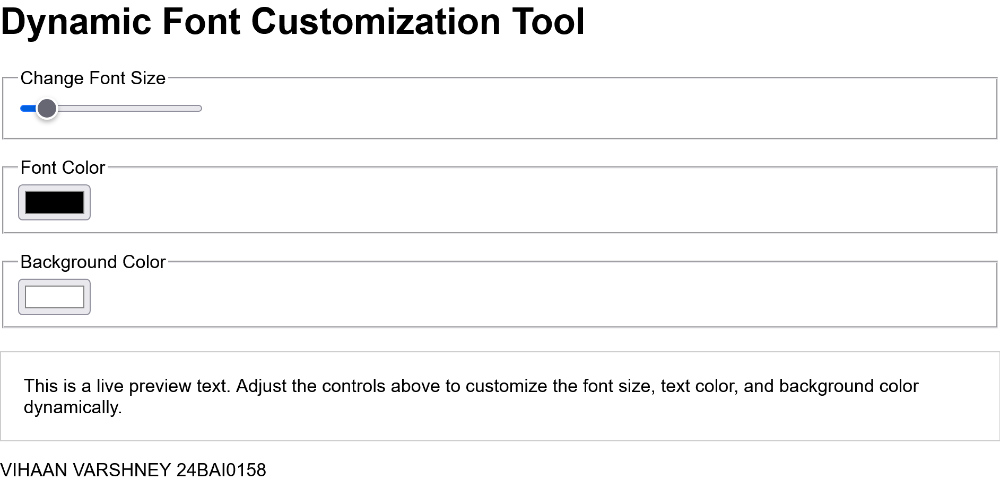 Dynamic Font Customization Tool
Change Font Size
Font Color
Background Color
This is a live preview text. Adjust the controls above to customize the font size, text color, and background color
dynamically.
VIHAAN VARSHNEY 24BAI0158